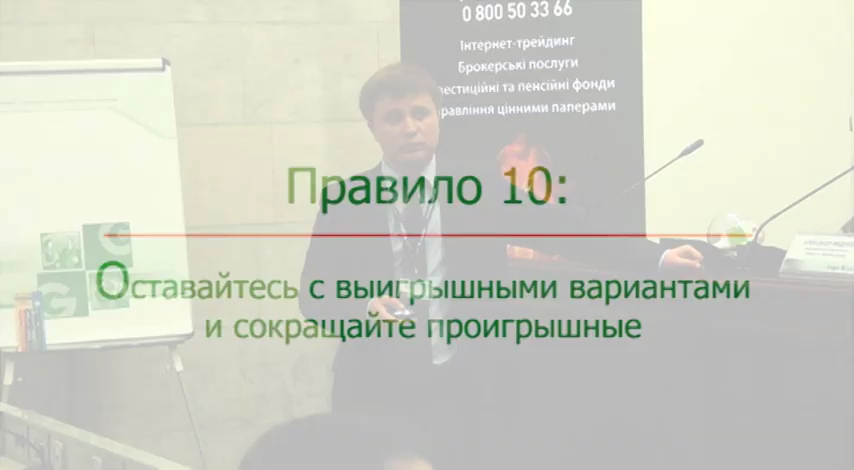 0 800 50 33 66
Інтернет-трейдинг
Брокерські послуги
вестиційні та пенсійні фонди
равління цінними паперами
Правило 10:
Оставайтесь с выигрышными вариантами
и сокращайте проигрышные